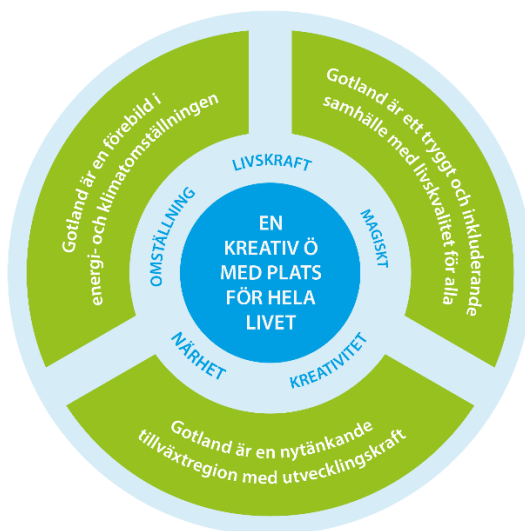 Gotland är en förebild i
energi- och klimatomställningen
Gotland är ett tryggt och inkluderande
samhälle med livskvalitet för alla
LIVSKRAFT
OMSTÄLLNING
MAGISKT
EN
KREATIV Ö
MED PLATS
FÖR HELA
LIVET
NÄRHET
KREATIVITET
Gotland är en nytänkande
tillväxtregion med utvecklingskraft